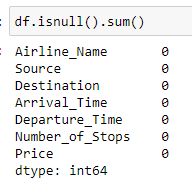 df.isnull().sum()
Airline_Name 0
Source 0
Destination 0
Arrival_Time 0
Departure_Time 0
Number_of_Stops 0
Price 0
dtype: int64